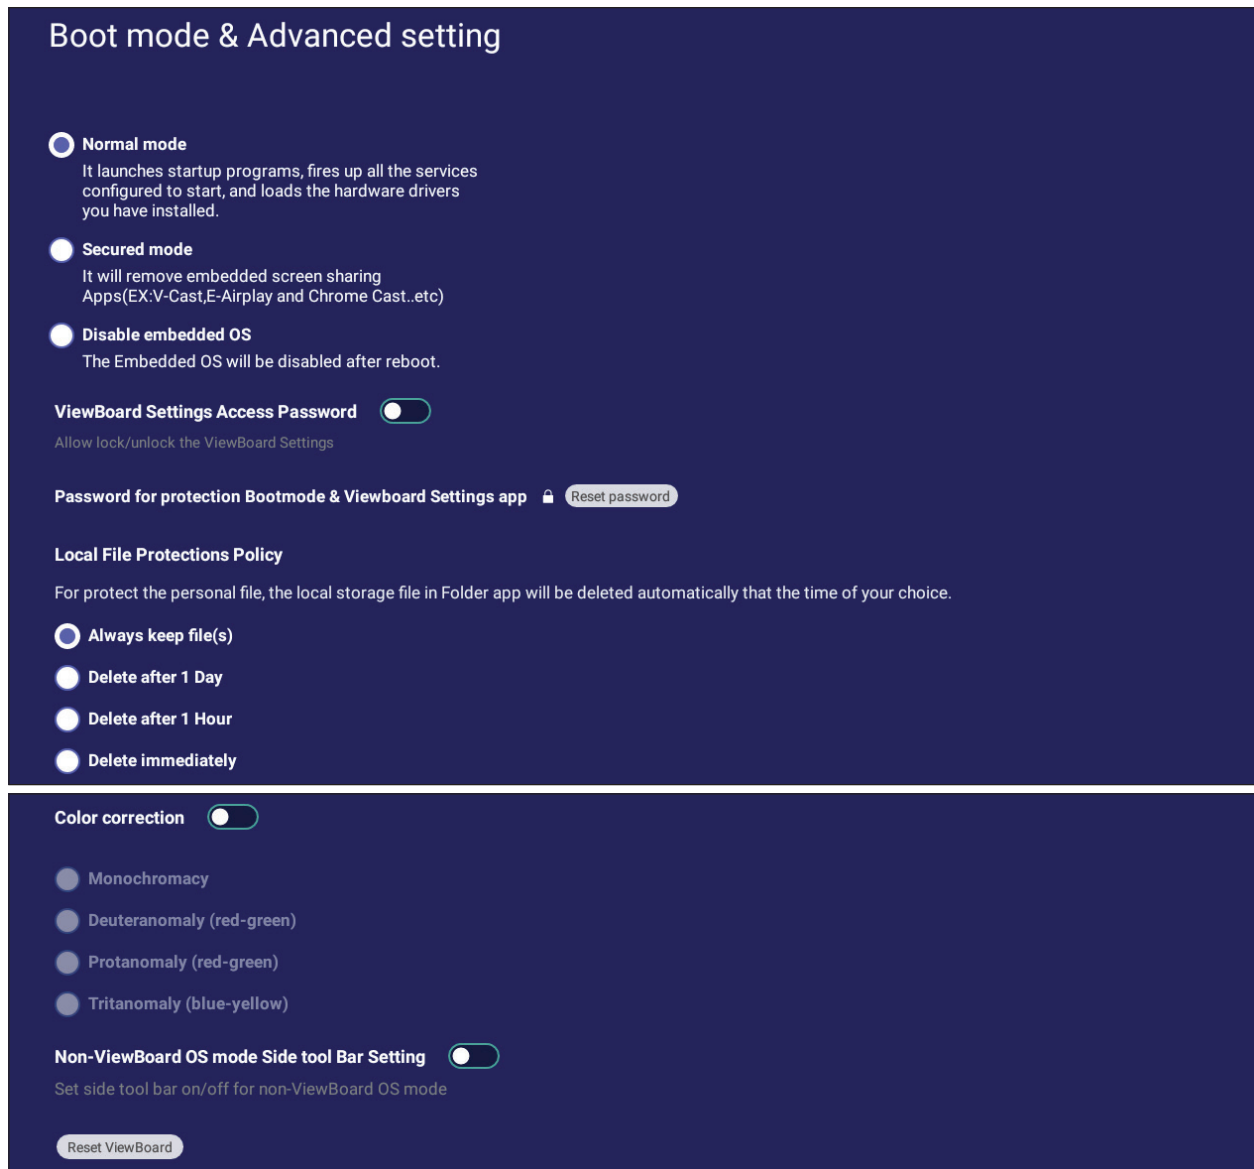 Boot mode & Advanced setting
Normal mode
It launches startup programs, fires up all the services
configured to start, and loads the hardware drivers
you have installed.
Secured mode
It will remove embedded screen sharing
Apps(EX:V-Cast,E-Airplay and Chrome Cast..etc)
Disable embedded OS
The Embedded OS will be disabled after reboot.
ViewBoard Settings Access Password
Allow lock/unlock the ViewBoard Settings
Password for protection Bootmode & Viewboard Settings app Reset password
Local File Protections Policy
For protect the personal file, the local storage file in Folder app will be deleted automatically that the time of your choice.
Always keep file(s)
Delete after 1 Day
Delete after 1 Hour
Delete immediately
Color correction
Monochromacy
Deuteranomaly (red-green)
Protanomaly (red-green)
Tritanomaly (blue-yellow)
Non-ViewBoard OS mode Side tool Bar Setting
Set side tool bar on/off for non-ViewBoard OS mode
Reset ViewBoard